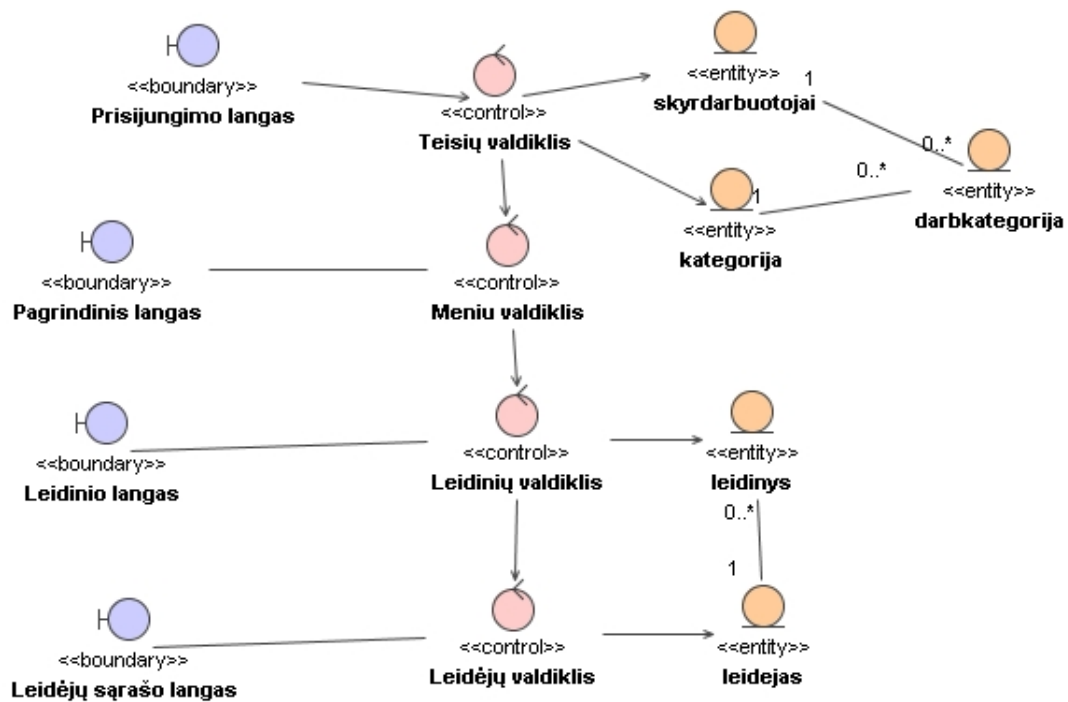 <<boundary>>
Prisijungimo langas
<<control>>
Teisių valdiklis
<<entity>>
1
skyrdarbuotojai
0..*
<<entity>>
darbkategorija
0..*
1
<<entity>>
kategorija
<<boundary>>
Pagrindinis langas
<<control>>
Meniu valdiklis
<<boundary>>
Leidinio langas
<<control>>
Leidinių valdiklis
<<entity>>
leidinys
0..*
1
<<boundary>>
Leidėjų sąrašo langas
<<control>>
Leidėjų valdiklis
<<entity>>
leidejas